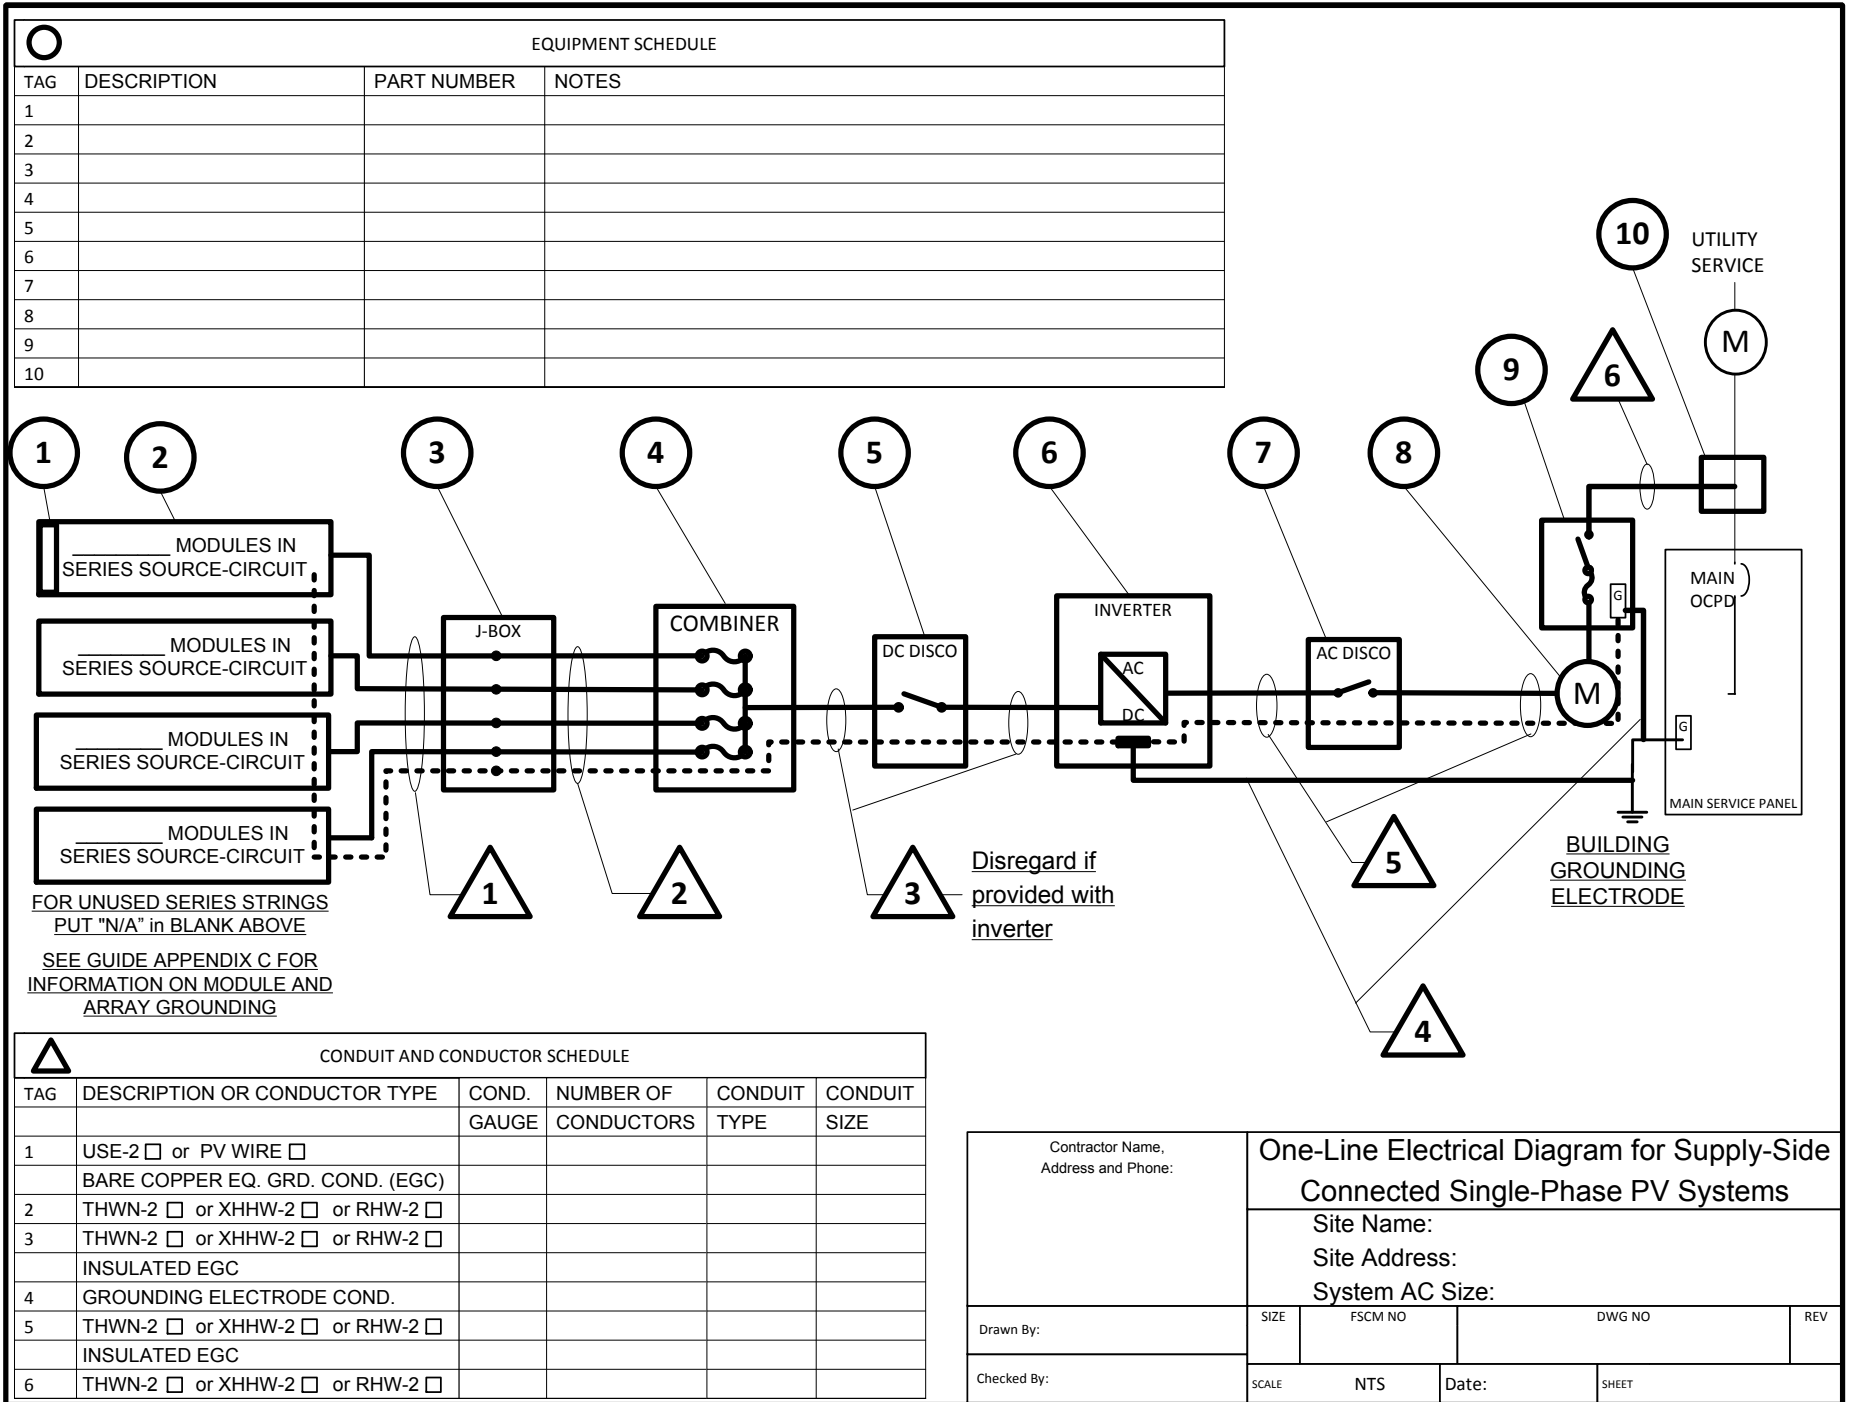 EQUIPMENT SCHEDULE
TAG DESCRIPTION PART NUMBER NOTES
1
2
3
4
5
6
7
8
9
10
10
UTILITY
SERVICE
M
9
6
1
2
3
4
5
6
7
8
________ MODULES IN
SERIES SOURCE-CIRCUIT
________ MODULES IN
SERIES SOURCE-CIRCUIT
________ MODULES IN
SERIES SOURCE-CIRCUIT
________ MODULES IN
SERIES SOURCE-CIRCUIT
J-BOX
COMBINER
DC DISCO
INVERTER
AC
DC
AC DISCO
M
G
MAIN
OCPD
G
MAIN SERVICE PANEL
BUILDING
GROUNDING
ELECTRODE
1
2
3
Disregard if
provided with
inverter
5
4
FOR UNUSED SERIES STRINGS
PUT "N/A” in BLANK ABOVE
SEE GUIDE APPENDIX C FOR
INFORMATION ON MODULE AND
ARRAY GROUNDING
CONDUIT AND CONDUCTOR SCHEDULE
TAG DESCRIPTION OR CONDUCTOR TYPE COND. NUMBER OF CONDUIT CONDUIT
GAUGE CONDUCTORS TYPE SIZE
1 USE-2 □ or PV WIRE □
BARE COPPER EQ. GRD. COND. (EGC)
2 THWN-2 □ or XHHW-2 □ or RHW-2 □
3 THWN-2 □ or XHHW-2 □ or RHW-2 □
INSULATED EGC
4 GROUNDING ELECTRODE COND.
5 THWN-2 □ or XHHW-2 □ or RHW-2 □
INSULATED EGC
6 THWN-2 □ or XHHW-2 □ or RHW-2 □
Contractor Name,
Address and Phone:
Drawn By:
Checked By:
One-Line Electrical Diagram for Supply-Side
Connected Single-Phase PV Systems
Site Name:
Site Address:
System AC Size:
SIZE FSCM NO DWG NO REV
SCALE NTS Date: SHEET